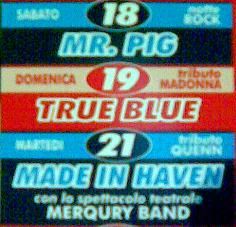 SABATO 18 motto ROCK
MR. PIG
DOMENICA 19 tributo MADONNA
TRUE BLUE
MARTEDI 21 tributo QUENN
MADE IN HAVEN
con lo spettacolo teatrale
MERQURY BAND